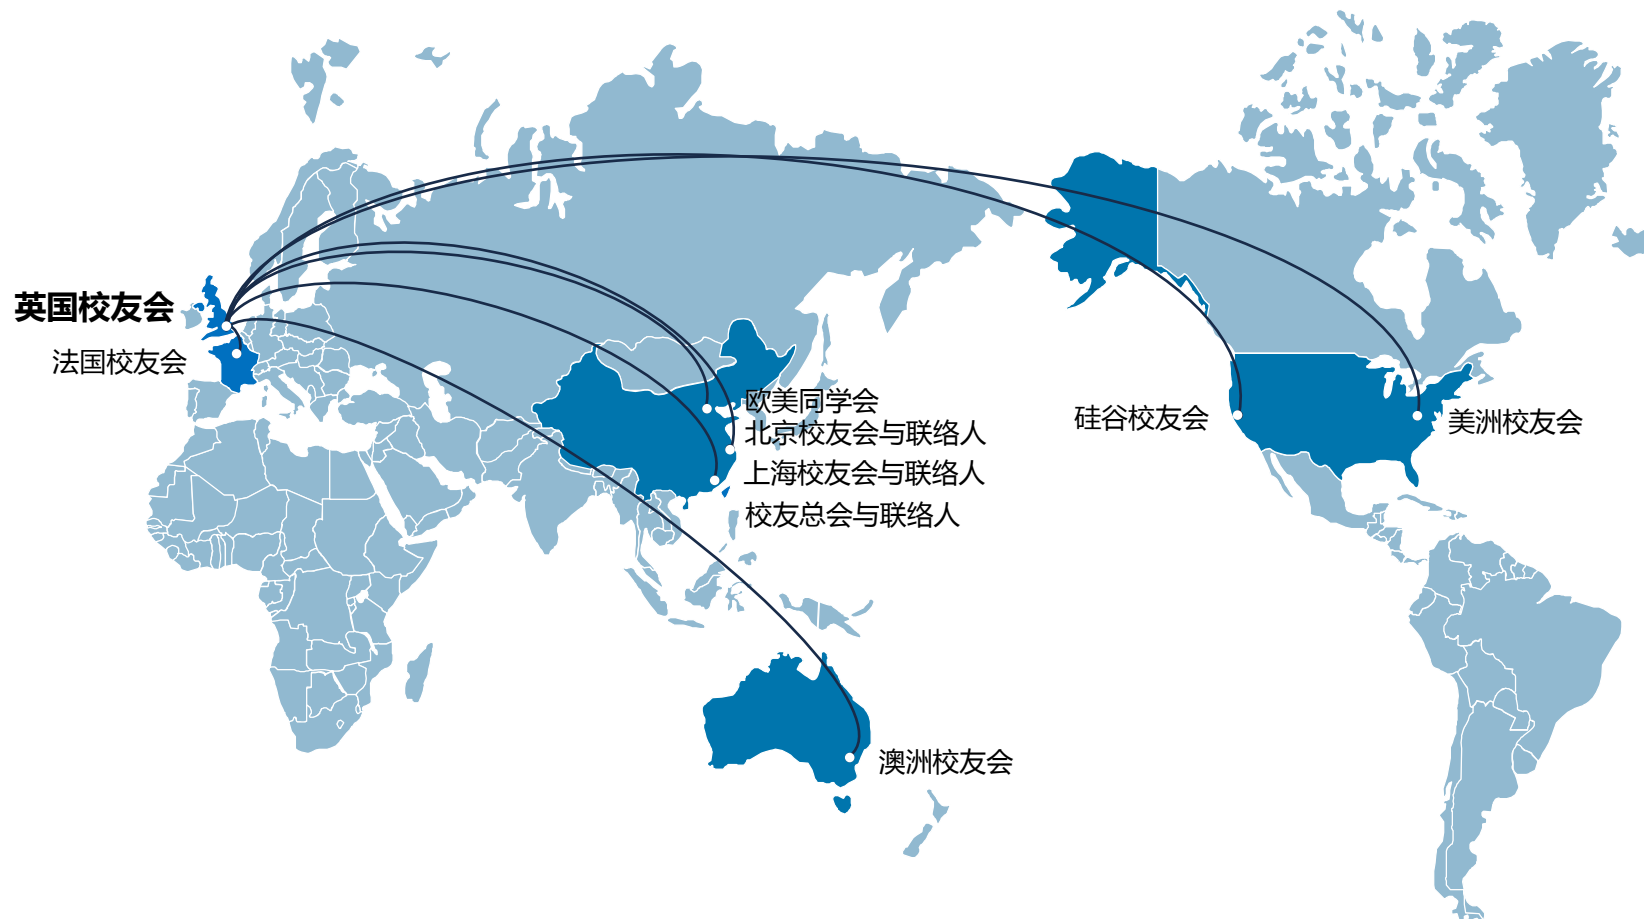 英国校友会
法国校友会
欧美同学会
北京校友会与联络人
上海校友会与联络人
校友总会与联络人
硅谷校友会
美洲校友会
澳洲校友会